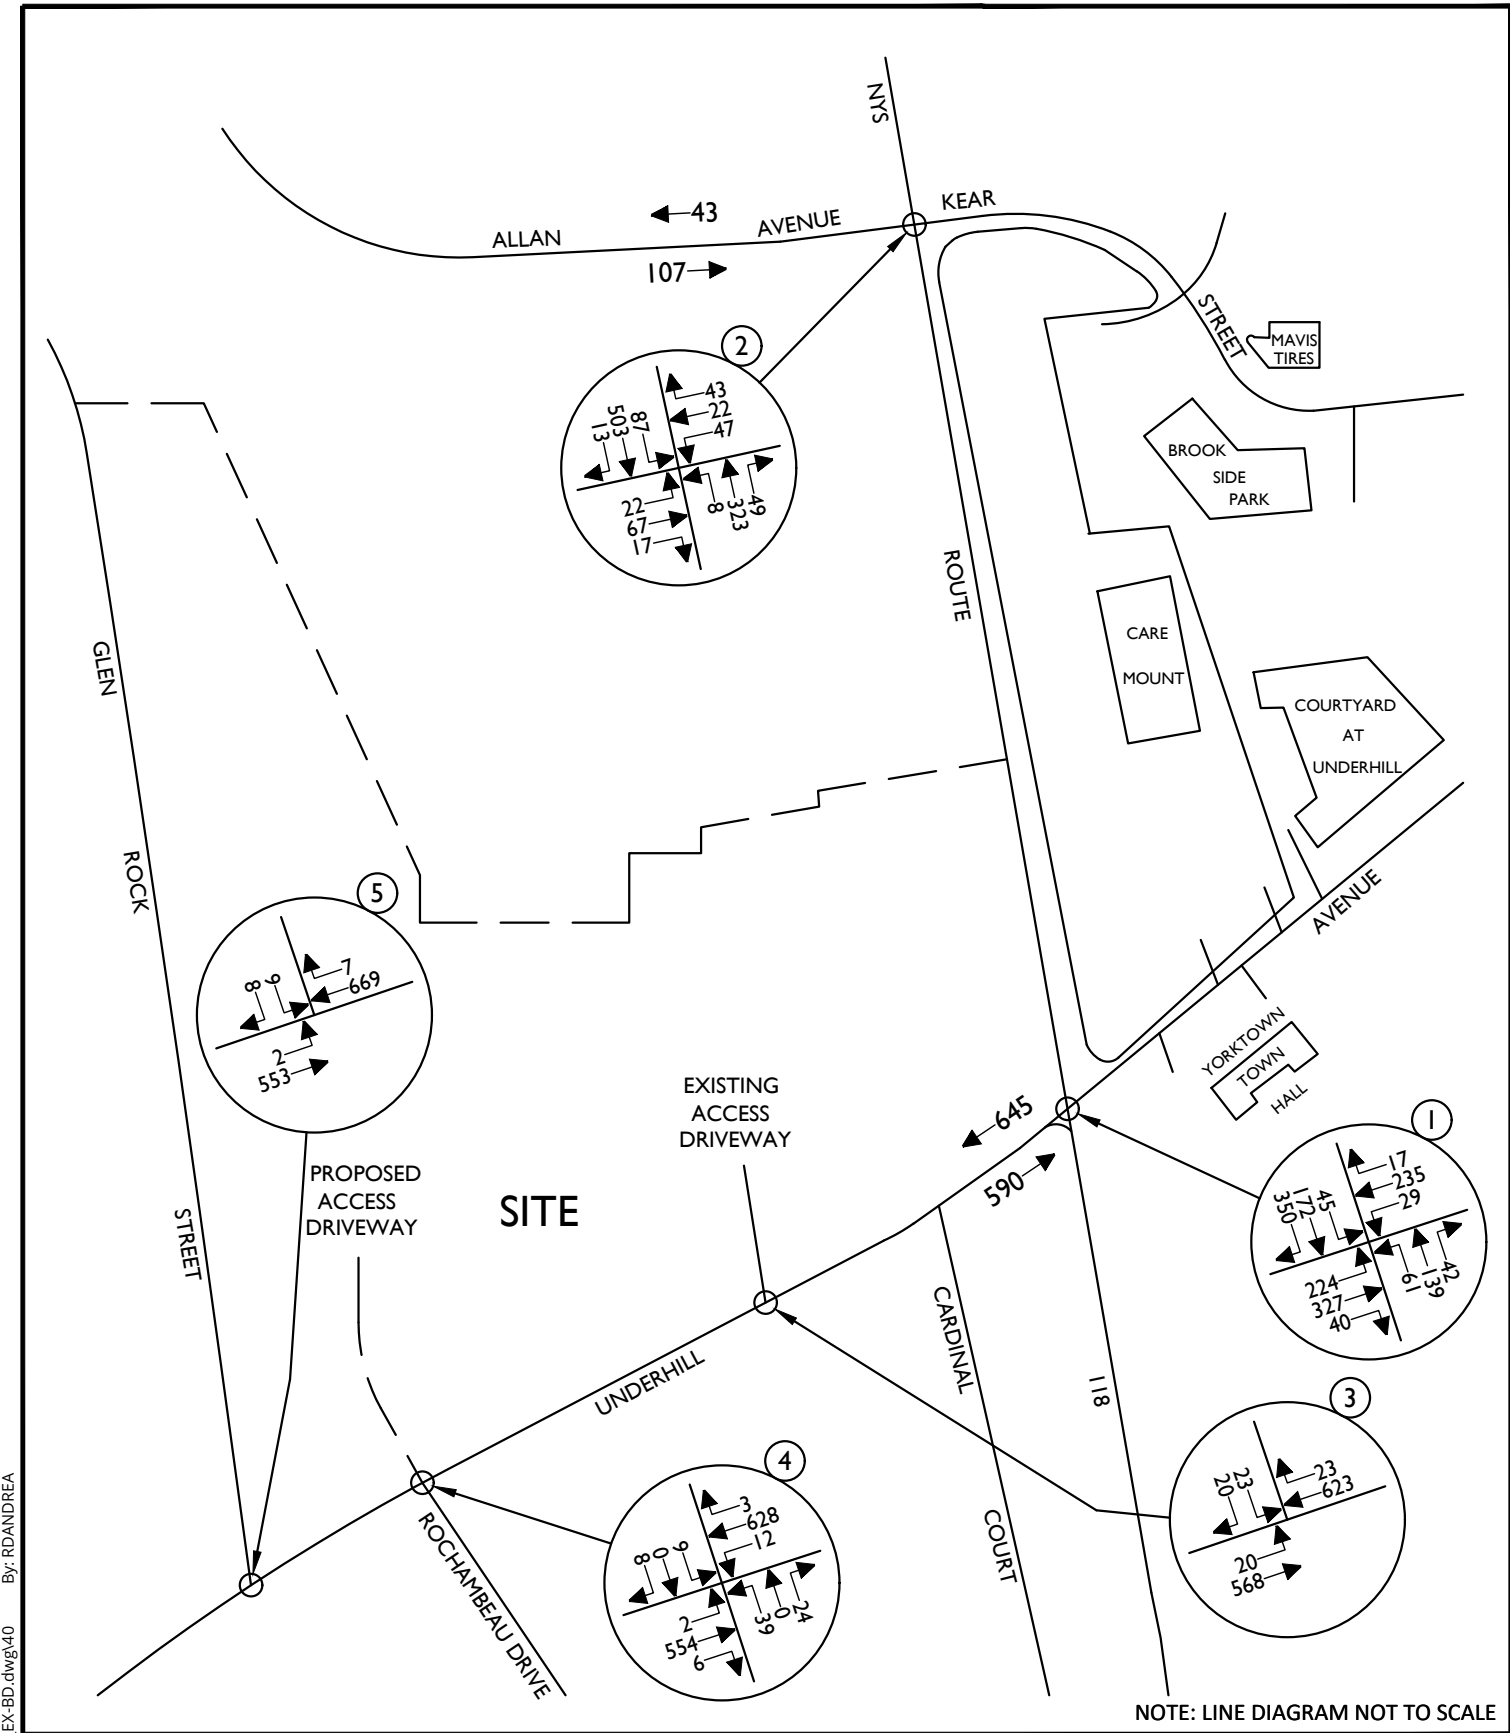 NYS
KEAR
43
ALLAN
AVENUE
107
STREET
MAVIS
TIRES
2
43
22
47
87
503
13
22
67
17
8
323
49
BROOK
SIDE
PARK
ROUTE
CARE
MOUNT
COURTYARD
AT
UNDERHILL
GLEN
ROCK
STREET
AVENUE
5
7
669
9
8
2
553
YORKTOWN
TOWN
HALL
EXISTING
ACCESS
DRIVEWAY
645
590
PROPOSED
ACCESS
DRIVEWAY
SITE
1
17
235
29
45
172
350
224
327
40
61
139
42
CARDINAL
COURT
118
UNDERHILL
3
23
623
23
20
20
568
4
3
628
12
9
0
8
2
554
6
39
0
24
ROCHAMBEAU DRIVE
NOTE: LINE DIAGRAM NOT TO SCALE
EX-BD.dwg\40 By: RDANDREA